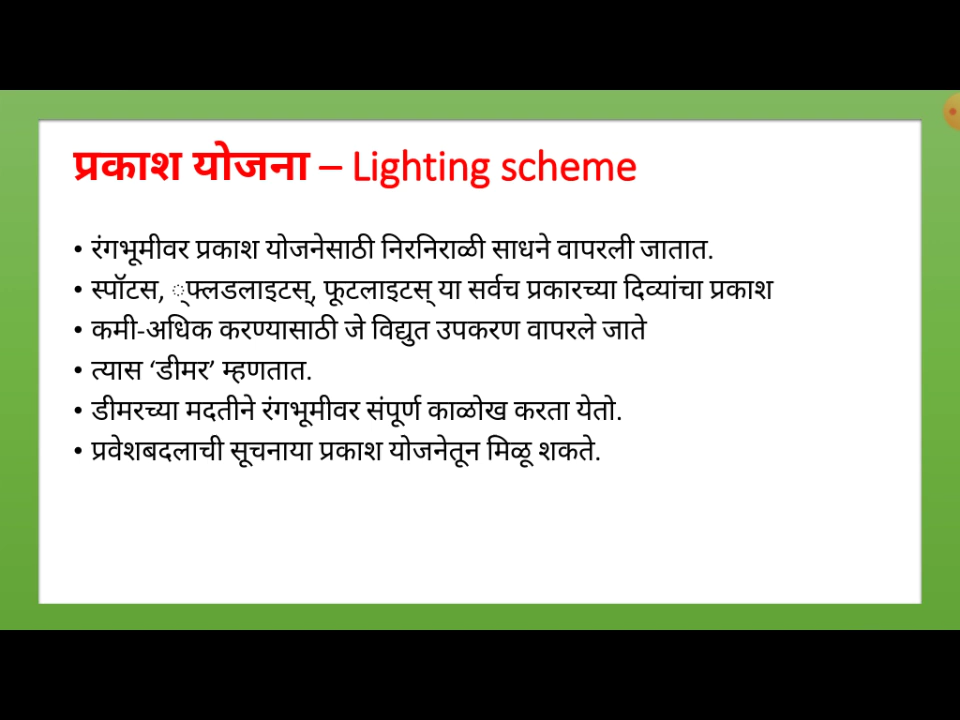 प्रकाश योजना – Lighting scheme
• रंगभूमीवर प्रकाश योजनेसाठी निरनिराळी साधने वापरली जातात.
• स्पॉटस, ्फ्लडलाइटस्, फूटलाइटस् या सर्वच प्रकारच्या दिव्यांचा प्रकाश
• कमी-अधिक करण्यासाठी जे विद्युत उपकरण वापरले जाते
• त्यास ‘डीमर’ म्हणतात.
• डीमरच्या मदतीने रंगभूमीवर संपूर्ण काळोख करता येतो.
• प्रवेशबदलाची सूचनाया प्रकाश योजनेतून मिळू शकते.